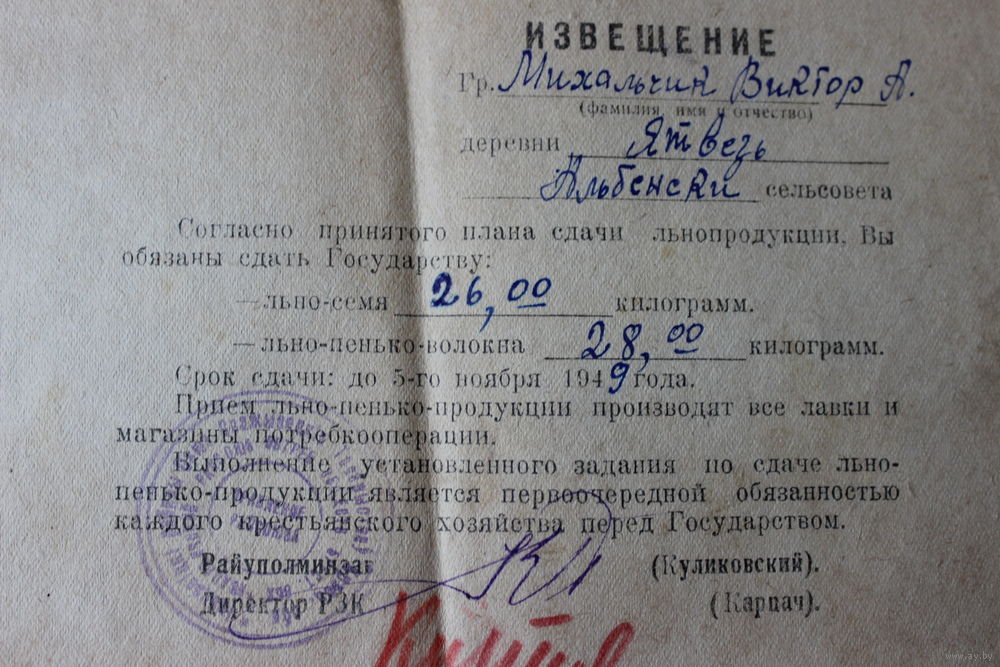 ИЗВЕЩЕНИЕ
Гр. Михальчик Виктор А.
(фамилия, имя и отчество)
деревни Ятвезь
Альбенски сельсовета
Согласно принятого плана сдачи льнопродукции, Вы
обязаны сдать Государству:
—льно-семя 26,00 килограмм.
—льно-пенько-волокна 28,00 килограмм.
Срок сдачи: до 5-го ноября 1949 года.
Прием льно-пенько-продукции производят все лавки и
магазины потребкооперации.
Выполнение установленного задания по сдаче льно-
пенько-продукции является первоочередной обязанностью
каждого крестьянского хозяйства перед Государством.
Райуполминзаг (Куликовский).
Директор РЗК (Карпач).
www.ay.by